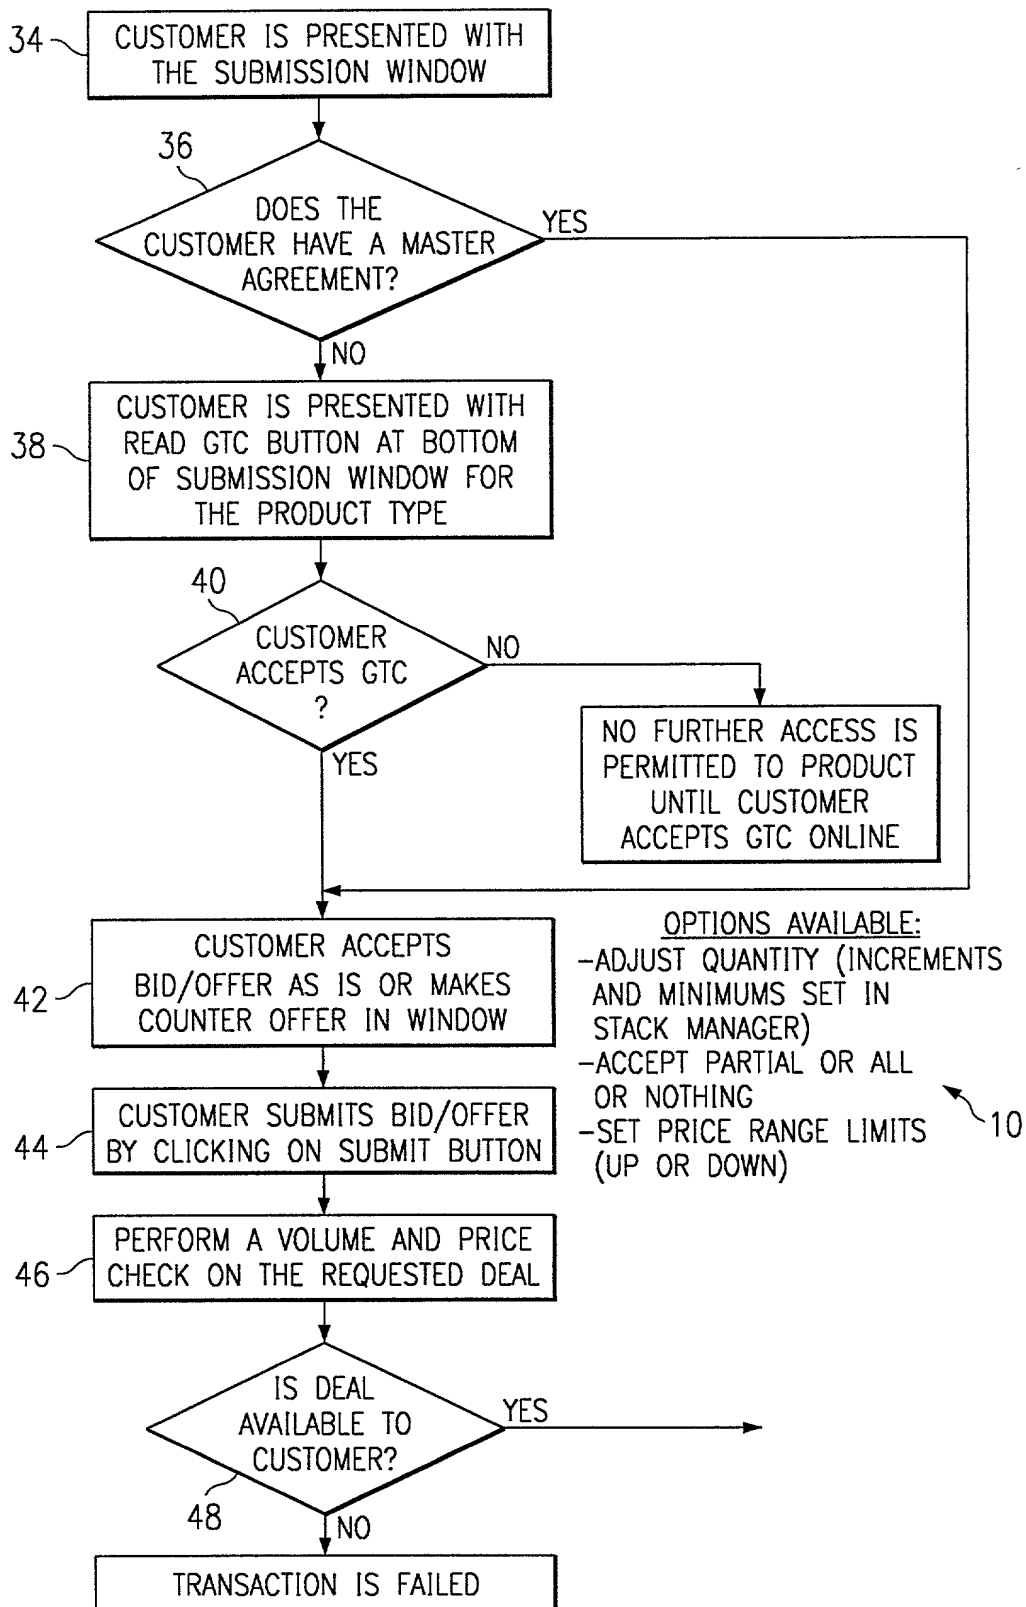 34
CUSTOMER IS PRESENTED WITH
THE SUBMISSION WINDOW
36
DOES THE
CUSTOMER HAVE A MASTER
AGREEMENT?
YES
NO
38
CUSTOMER IS PRESENTED WITH
READ GTC BUTTON AT BOTTOM
OF SUBMISSION WINDOW FOR
THE PRODUCT TYPE
40
CUSTOMER
ACCEPTS GTC
?
NO
YES
NO FURTHER ACCESS IS
PERMITTED TO PRODUCT
UNTIL CUSTOMER
ACCEPTS GTC ONLINE
42
CUSTOMER ACCEPTS
BID/OFFER AS IS OR MAKES
COUNTER OFFER IN WINDOW
OPTIONS AVAILABLE:
-ADJUST QUANTITY (INCREMENTS
AND MINIMUMS SET IN
STACK MANAGER)
-ACCEPT PARTIAL OR ALL
OR NOTHING
-SET PRICE RANGE LIMITS
(UP OR DOWN)
10
44
CUSTOMER SUBMITS BID/OFFER
BY CLICKING ON SUBMIT BUTTON
46
PERFORM A VOLUME AND PRICE
CHECK ON THE REQUESTED DEAL
IS DEAL
AVAILABLE TO
CUSTOMER?
YES
48
NO
TRANSACTION IS FAILED